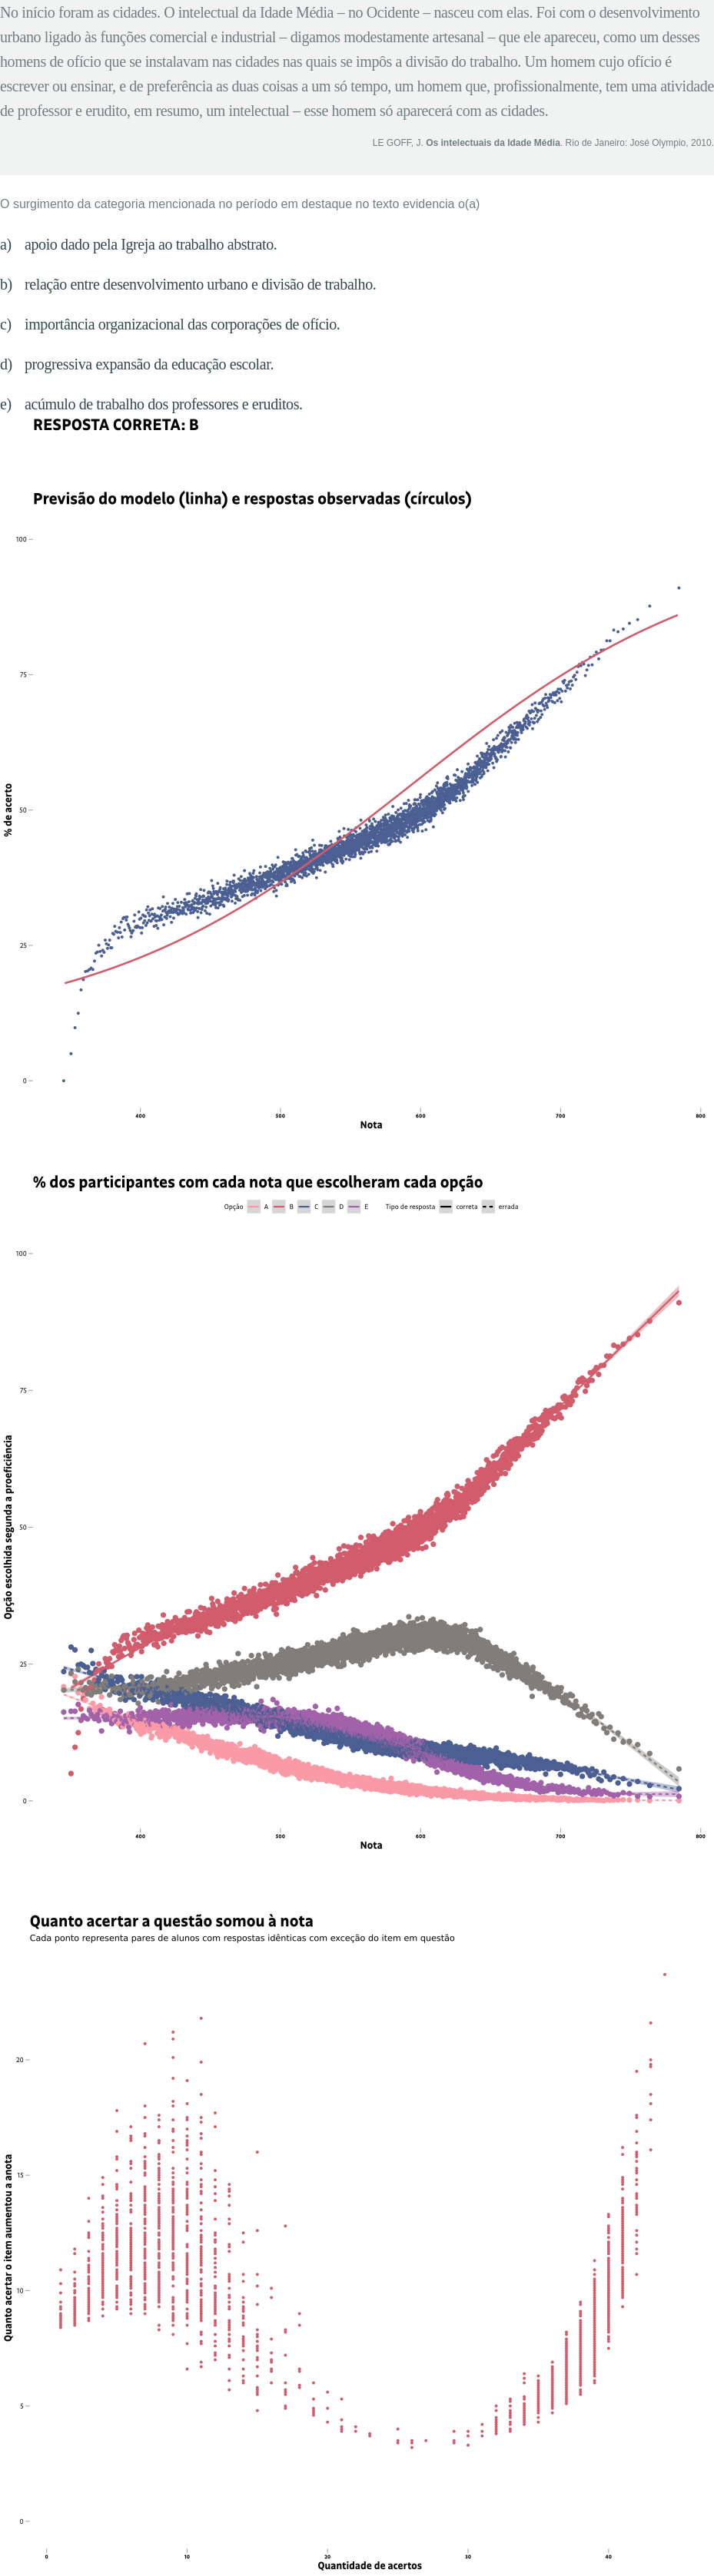 No início foram as cidades. O intelectual da Idade Média – no Ocidente – nasceu com elas. Foi com o desenvolvimento
urbano ligado às funções comercial e industrial – digamos modestamente artesanal – que ele apareceu, como um desses
homens de ofício que se instalavam nas cidades nas quais se impôs a divisão do trabalho. Um homem cujo ofício é
escrever ou ensinar, e de preferência as duas coisas a um só tempo, um homem que, profissionalmente, tem uma atividade
de professor e erudito, em resumo, um intelectual – esse homem só aparecerá com as cidades.
LE GOFF, J. Os intelectuais da Idade Média. Rio de Janeiro: José Olympio, 2010.
O surgimento da categoria mencionada no período em destaque no texto evidencia o(a)
a) apoio dado pela Igreja ao trabalho abstrato.
b) relação entre desenvolvimento urbano e divisão de trabalho.
c) importância organizacional das corporações de ofício.
d) progressiva expansão da educação escolar.
e) acúmulo de trabalho dos professores e eruditos.
RESPOSTA CORRETA: B
Previsão do modelo (linha) e respostas observadas (círculos)
100
75
50
25
0
% de acerto
400 500 600 700 800
Nota
% dos participantes com cada nota que escolheram cada opção
Opção A B C D E Tipo de resposta correta errada
100
75
50
25
0
Opção escolhida segunda a proeficiência
400 500 600 700 800
Nota
Quanto acertar a questão somou à nota
Cada ponto representa pares de alunos com respostas idênticas com exceção do item em questão
20
15
10
5
0
Quanto acertar o item aumentou a anota
0 10 20 30 40
Quantidade de acertos